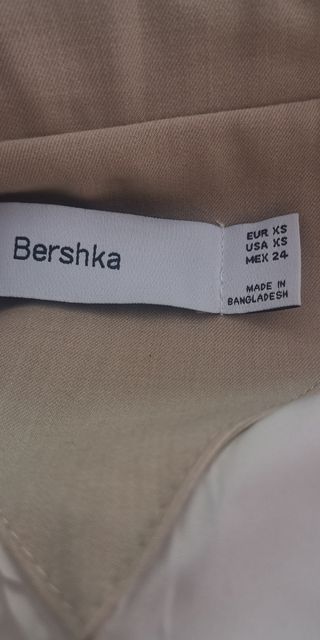 Bershka
EUR XS
USA XS
MEX 24
MADE IN
BANGLADESH